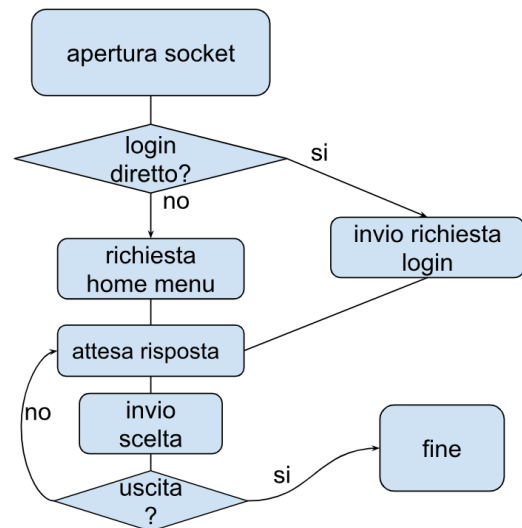 apertura socket
login
diretto?
si
no
richiesta
home menu
invio richiesta
login
attesa risposta
invio
scelta
no
uscita
?
si
fine